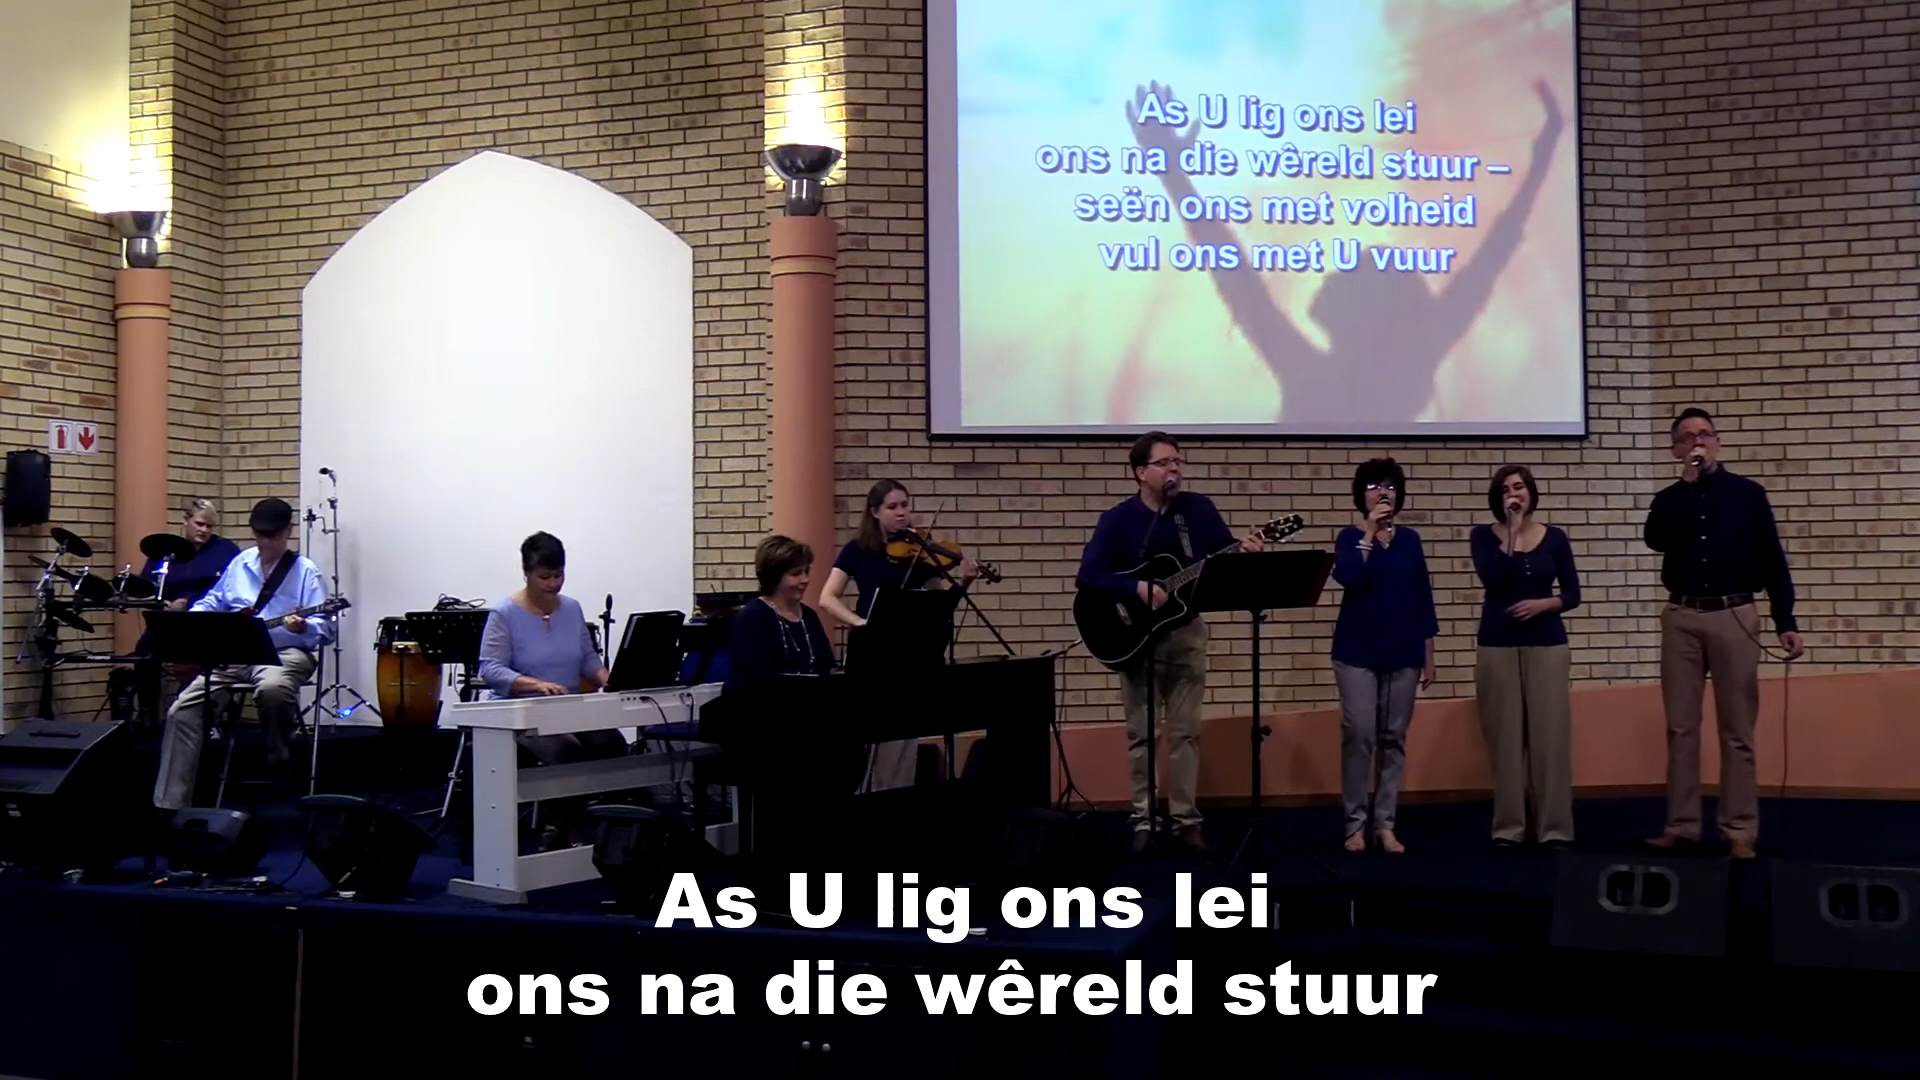 As U lig ons lei
ons na die wêreld stuur –
seën ons met volheid
vul ons met U vuur
As U lig ons lei
ons na die wêreld stuur